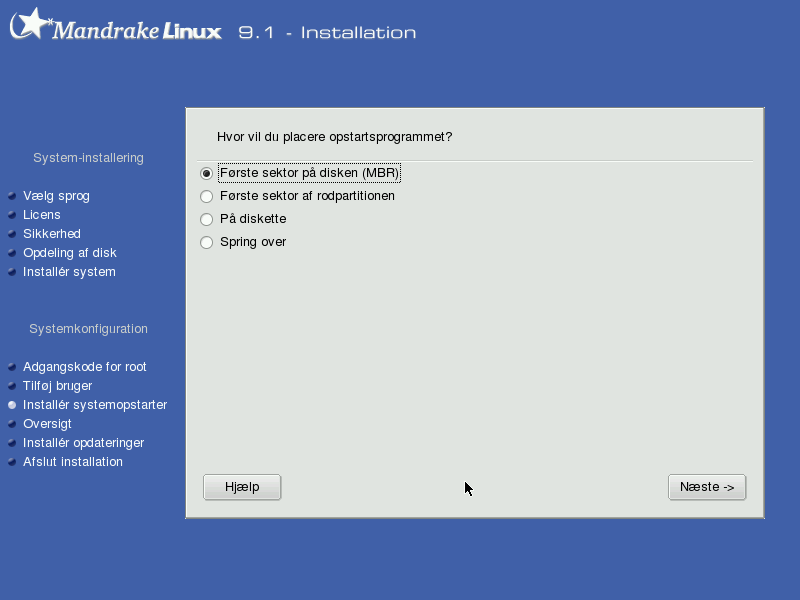 Mandrake Linux 9.1 - Installation
Hvor vil du placere opstartsprogrammet?
System-installering
Vælg sprog
Licens
Sikkerhed
Opdeling af disk
Installér system
Systemkonfiguration
Adgangskode for root
Tilføj bruger
Installér systemopstarter
Oversigt
Installér opdateringer
Afslut installation
Første sektor på disken (MBR)
Første sektor af rodpartitionen
På diskette
Spring over
Hjælp
Næste ->